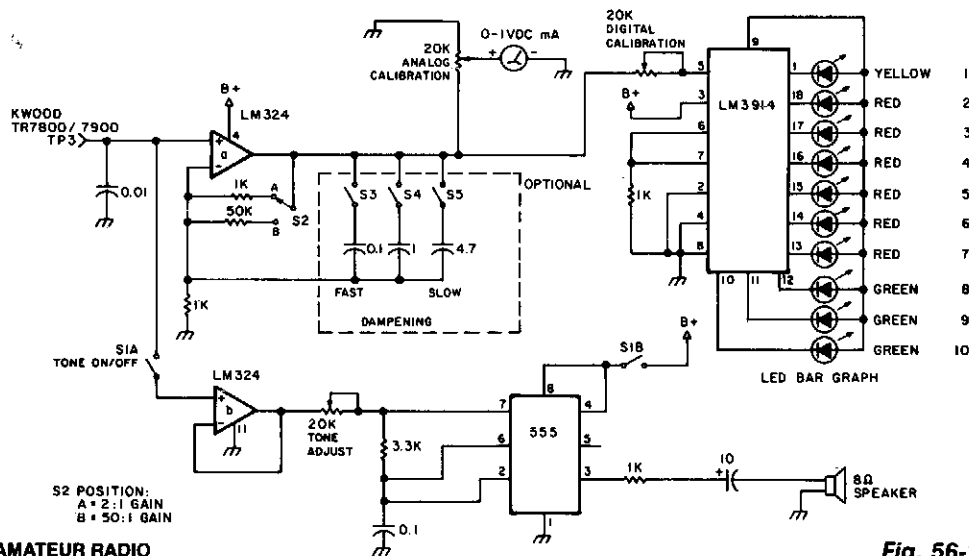 20K
DIGITAL
CALIBRATION
0-1VDC mA
20K
ANALOG
CALIBRATION
+
-
9
B+
LM324
KWOOD
TR7800/7900
TP3
4
+
a
-
0.01
1K
A
S2
50K
B
1K
S3
S4
S5
OPTIONAL
0.1
1
4.7
FAST
SLOW
DAMPENING
B+
1K
5
3
6
7
2
4
8
LM3914
1
18
17
16
15
14
13
12
11
10
YELLOW 1
RED 2
RED 3
RED 4
RED 5
RED 6
RED 7
GREEN 8
GREEN 9
GREEN 10
LED BAR GRAPH
S1A
TONE ON/OFF
LM324
+
b
-
11
20K
TONE
ADJUST
3.3K
0.1
7
6
2
555
8
4
5
3
1
S1B
B+
1K
+
10
8Ω
SPEAKER
S2 POSITION:
A = 2:1 GAIN
B = 50:1 GAIN
AMATEUR RADIO